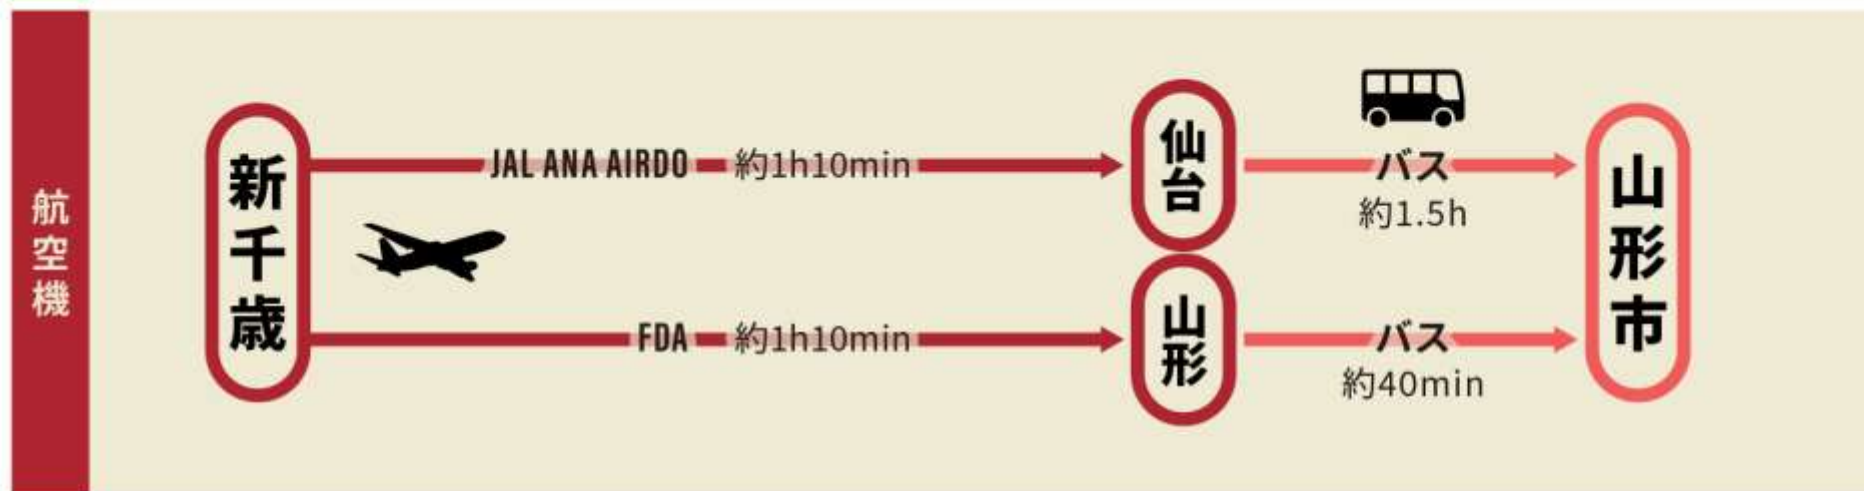 航空機
新千歳
JAL ANA AIRDO 約1h10min
仙台
バス
約1.5h
FDA 約1h10min
山形
バス
約40min
山形市